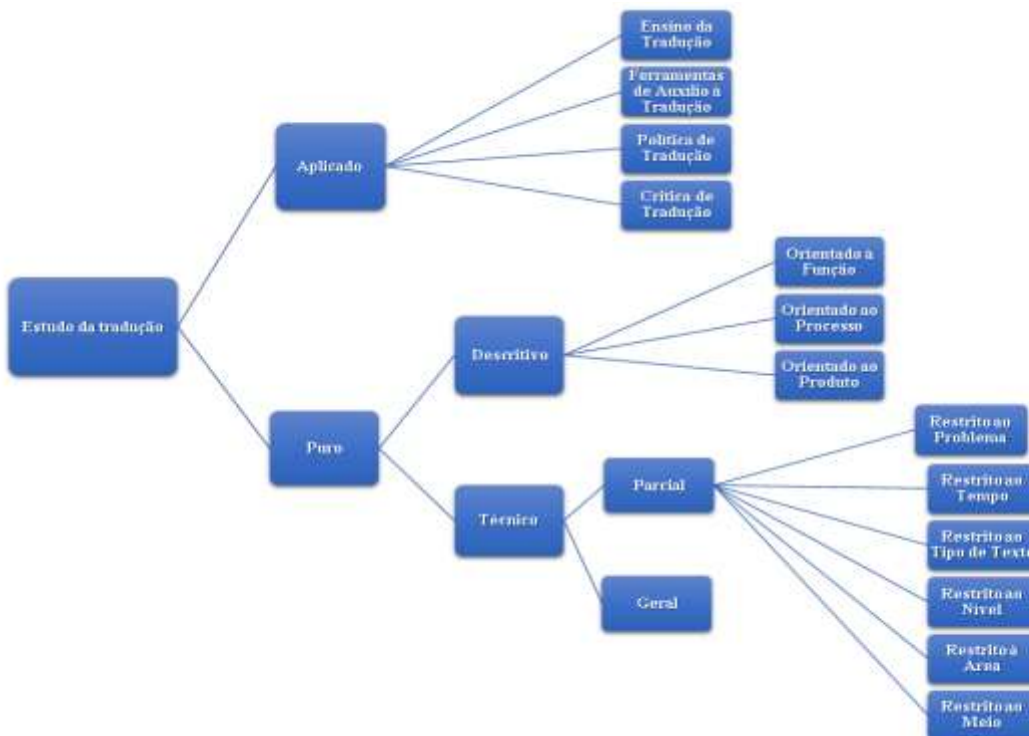 Ensino da
Tradução
Ferramentas
de Auxílio à
Tradução
Aplicado
Política de
Tradução
Crítica de
Tradução
Estudo da tradução
Orientado à
Função
Descritivo
Orientado ao
Processo
Orientado ao
Produto
Puro
Restrito ao
Problema
Parcial
Restrito ao
Tempo
Técnico
Restrito ao
Tipo de Texto
Geral
Restrito ao
Nível
Restrito à
Área
Restrito ao
Meio